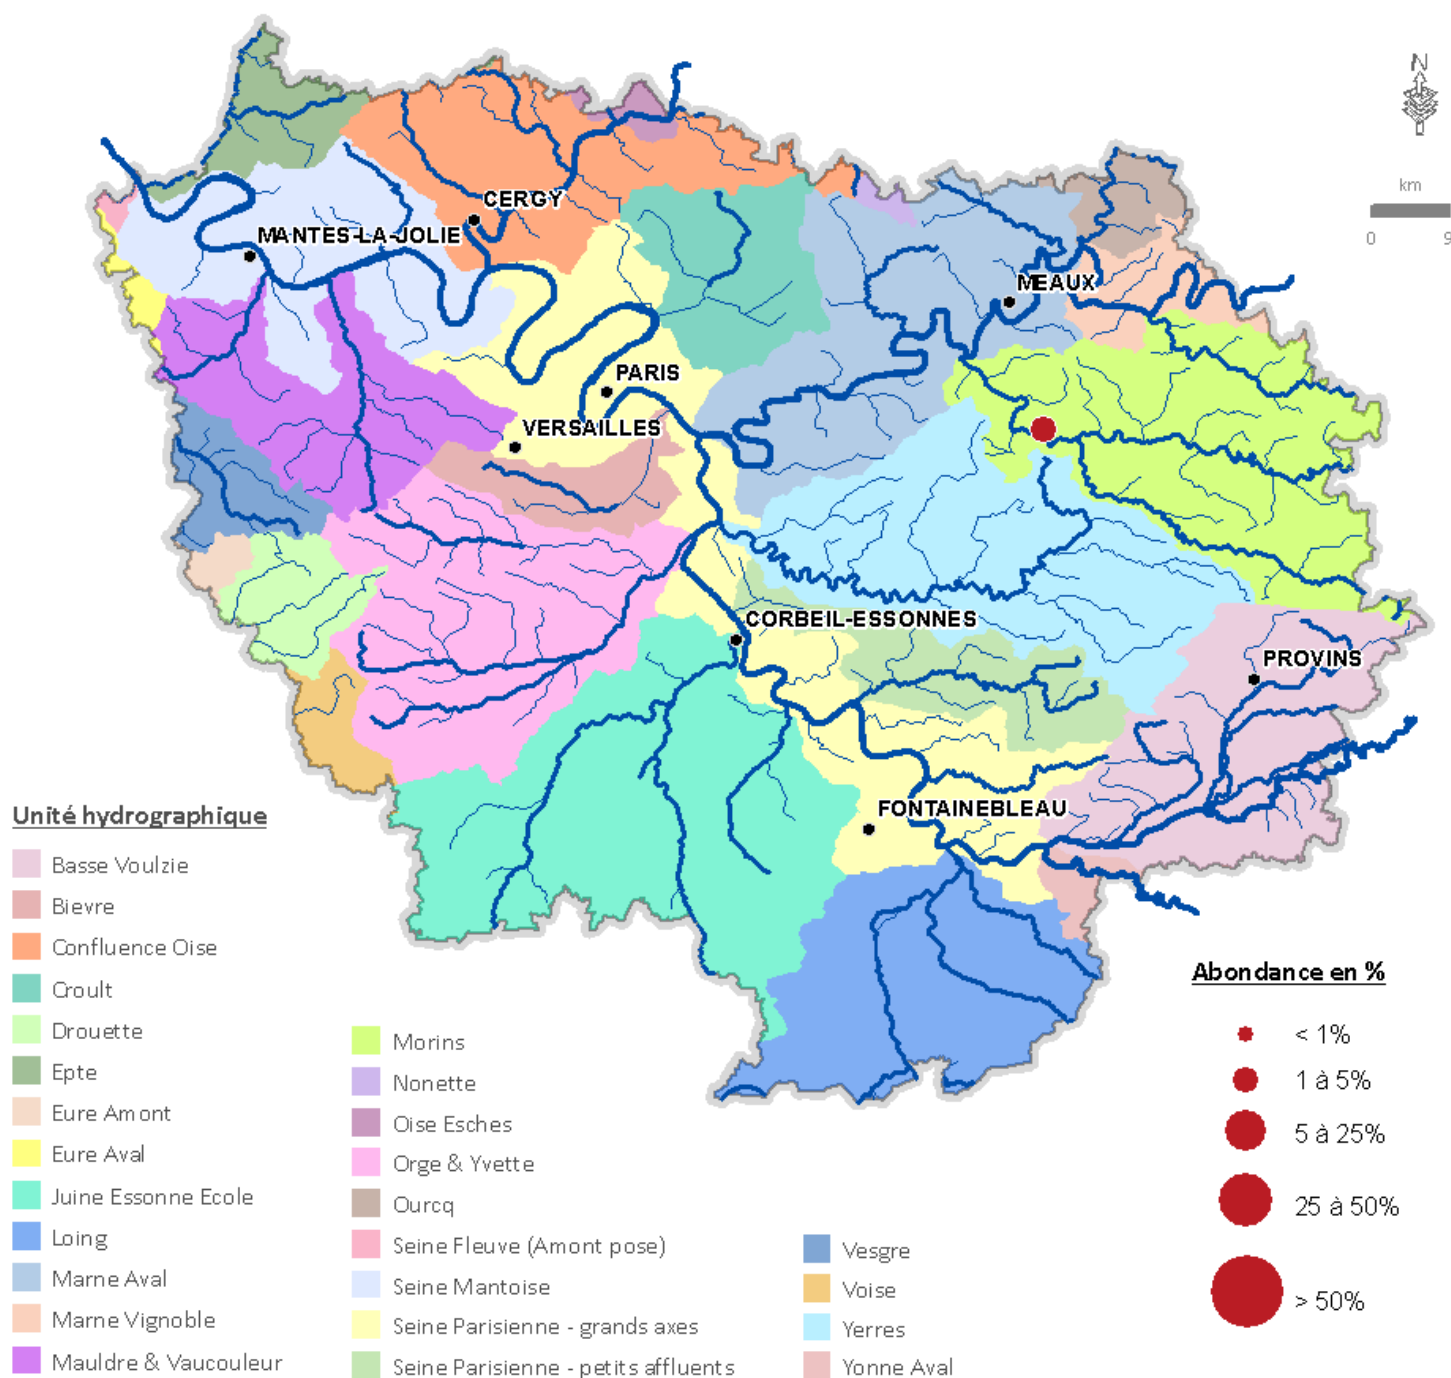 N
km
0 9
CERGY
MANTES-LA-JOLIE
MEAUX
PARIS
VERSAILLES
CORBEIL-ESSONNES
PROVINS
FONTAINEBLEAU
Unité hydrographique
Basse Voulzie
Bievre
Confluence Oise
Croult
Drouette
Epte
Eure Amont
Eure Aval
Juine Essonne Ecole
Loing
Marne Aval
Marne Vignoble
Mauldre & Vaucouleur
Morins
Nonette
Oise Esches
Orge & Yvette
Ourcq
Seine Fleuve (Amont pose)
Seine Mantoise
Seine Parisienne - grands axes
Seine Parisienne - petits affluents
Vesgre
Voise
Yerres
Yonne Aval
Abondance en %
< 1%
1 à 5%
5 à 25%
25 à 50%
> 50%